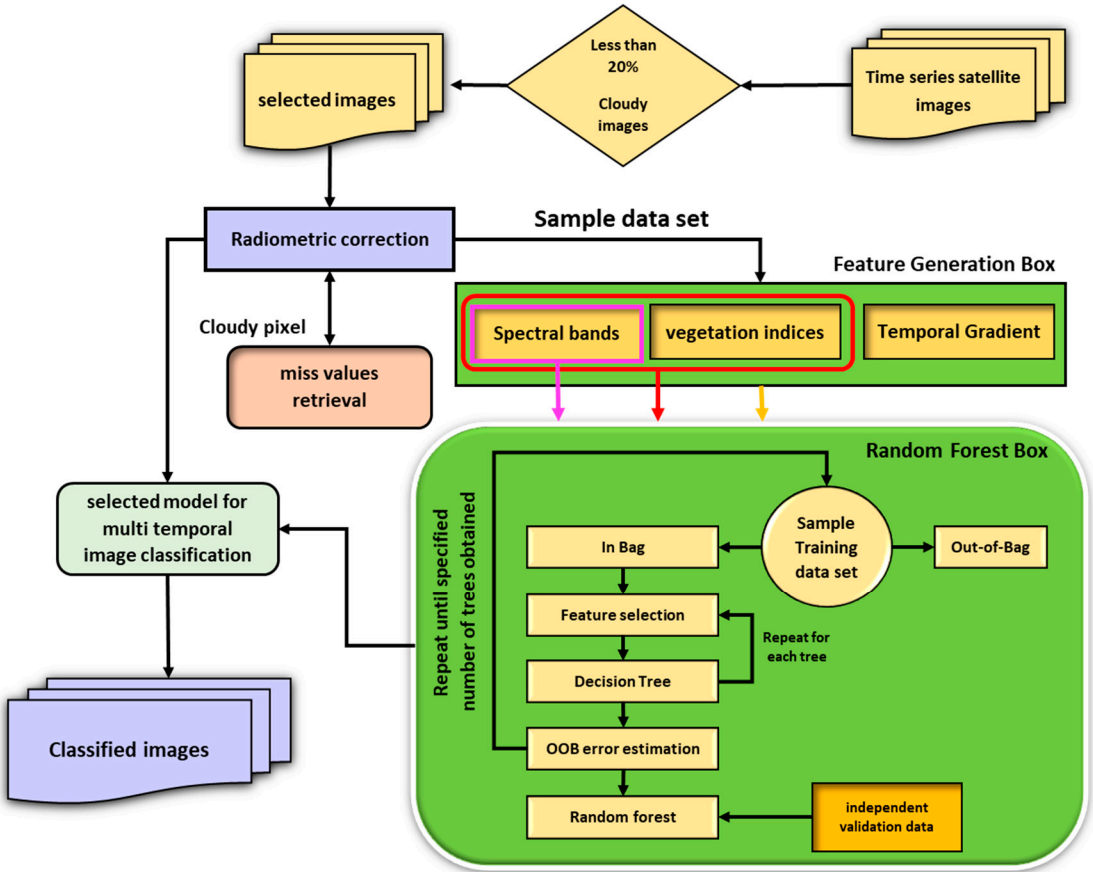 Less than
20%
Cloudy
images
selected images
Time series satellite
images
Radiometric correction
Sample data set
Feature Generation Box
Spectral bands
vegetation indices
Temporal Gradient
Cloudy pixel
miss values
retrieval
Random Forest Box
selected model for
multi temporal
image classification
Repeat until specified
number of trees obtained
Sample
Training
data set
In Bag
Out-of-Bag
Feature selection
Repeat for
each tree
Decision Tree
OOB error estimation
Random forest
independent
validation data
Classified images